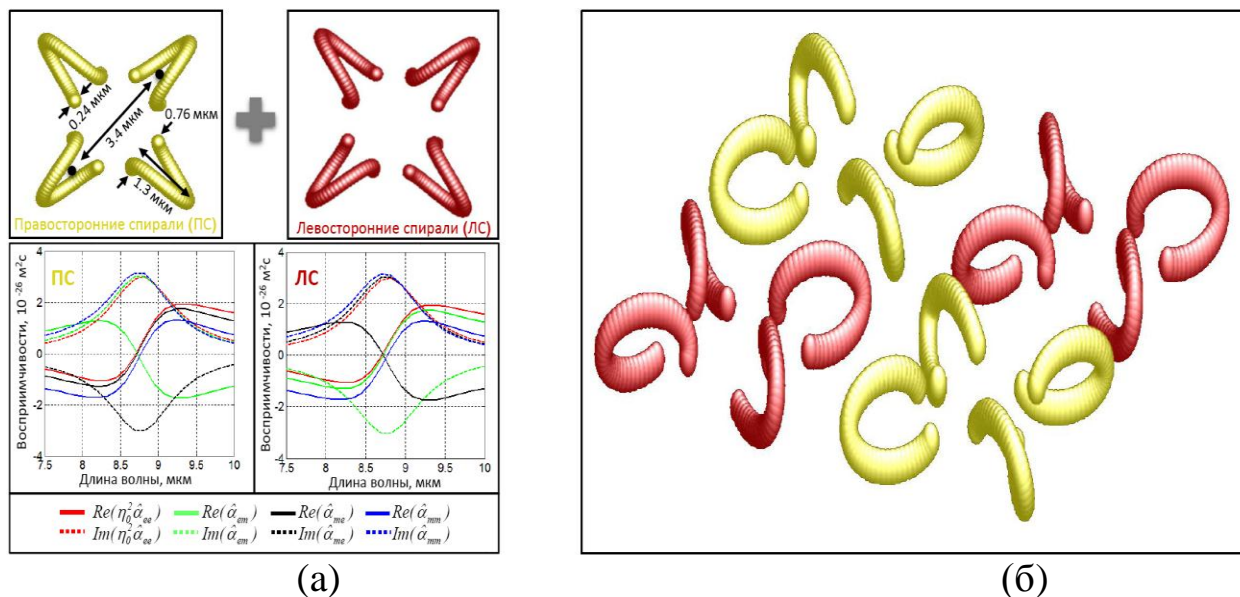 0.24 мкм
3.4 мкм
0.76 мкм
1.3 мкм
Правосторонние спирали (ПС)
Левосторонние спирали (ЛС)
Восприимчивости, 10 -26 м²с
ПС
4
2
0
-2
-4
7.5 8 8.5 9 9.5 10
Длина волны, мкм
Восприимчивости, 10 -26 м²с
ЛС
4
2
0
-2
-4
7.5 8 8.5 9 9.5 10
Длина волны, мкм
Re(η₀²α̂ₑₑ) Re(α̂ₑₘ) Re(α̂ₘₑ) Re(α̂ₘₘ)
Im(η₀²α̂ₑₑ) Im(α̂ₑₘ) Im(α̂ₘₑ) Im(α̂ₘₘ)
(а) (б)